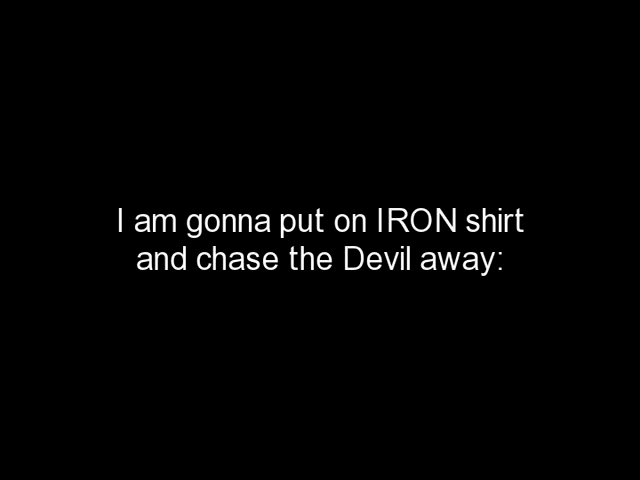 I am gonna put on IRON shirt
and chase the Devil away: